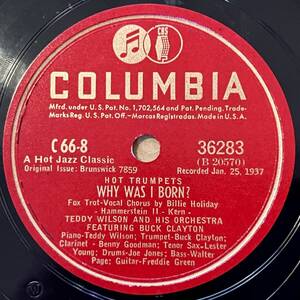 CBS
COLUMBIA
Mfrd. under U.S. Pat. No. 1,702,564 and Pat. Pending. Trade-
Marks Reg. U.S. Pat. Off.—Marcas Registradas. Made in U.S.A.
C 66-8
36283
A Hot Jazz Classic
(B 20570)
Original Issue: Brunswick 7859
Recorded Jan. 25, 1937
HOT TRUMPETS
WHY WAS I BORN?
Fox Trot-Vocal Chorus by Billie Holiday
- Hammerstein II - Kern -
TEDDY WILSON AND HIS ORCHESTRA
FEATURING BUCK CLAYTON
Piano-Teddy Wilson; Trumpet-Buck Clayton;
Clarinet - Benny Goodman; Tenor Sax-Lester
Young; Drums-Joe Jones; Bass-Walter
Page; Guitar-Freddie Green